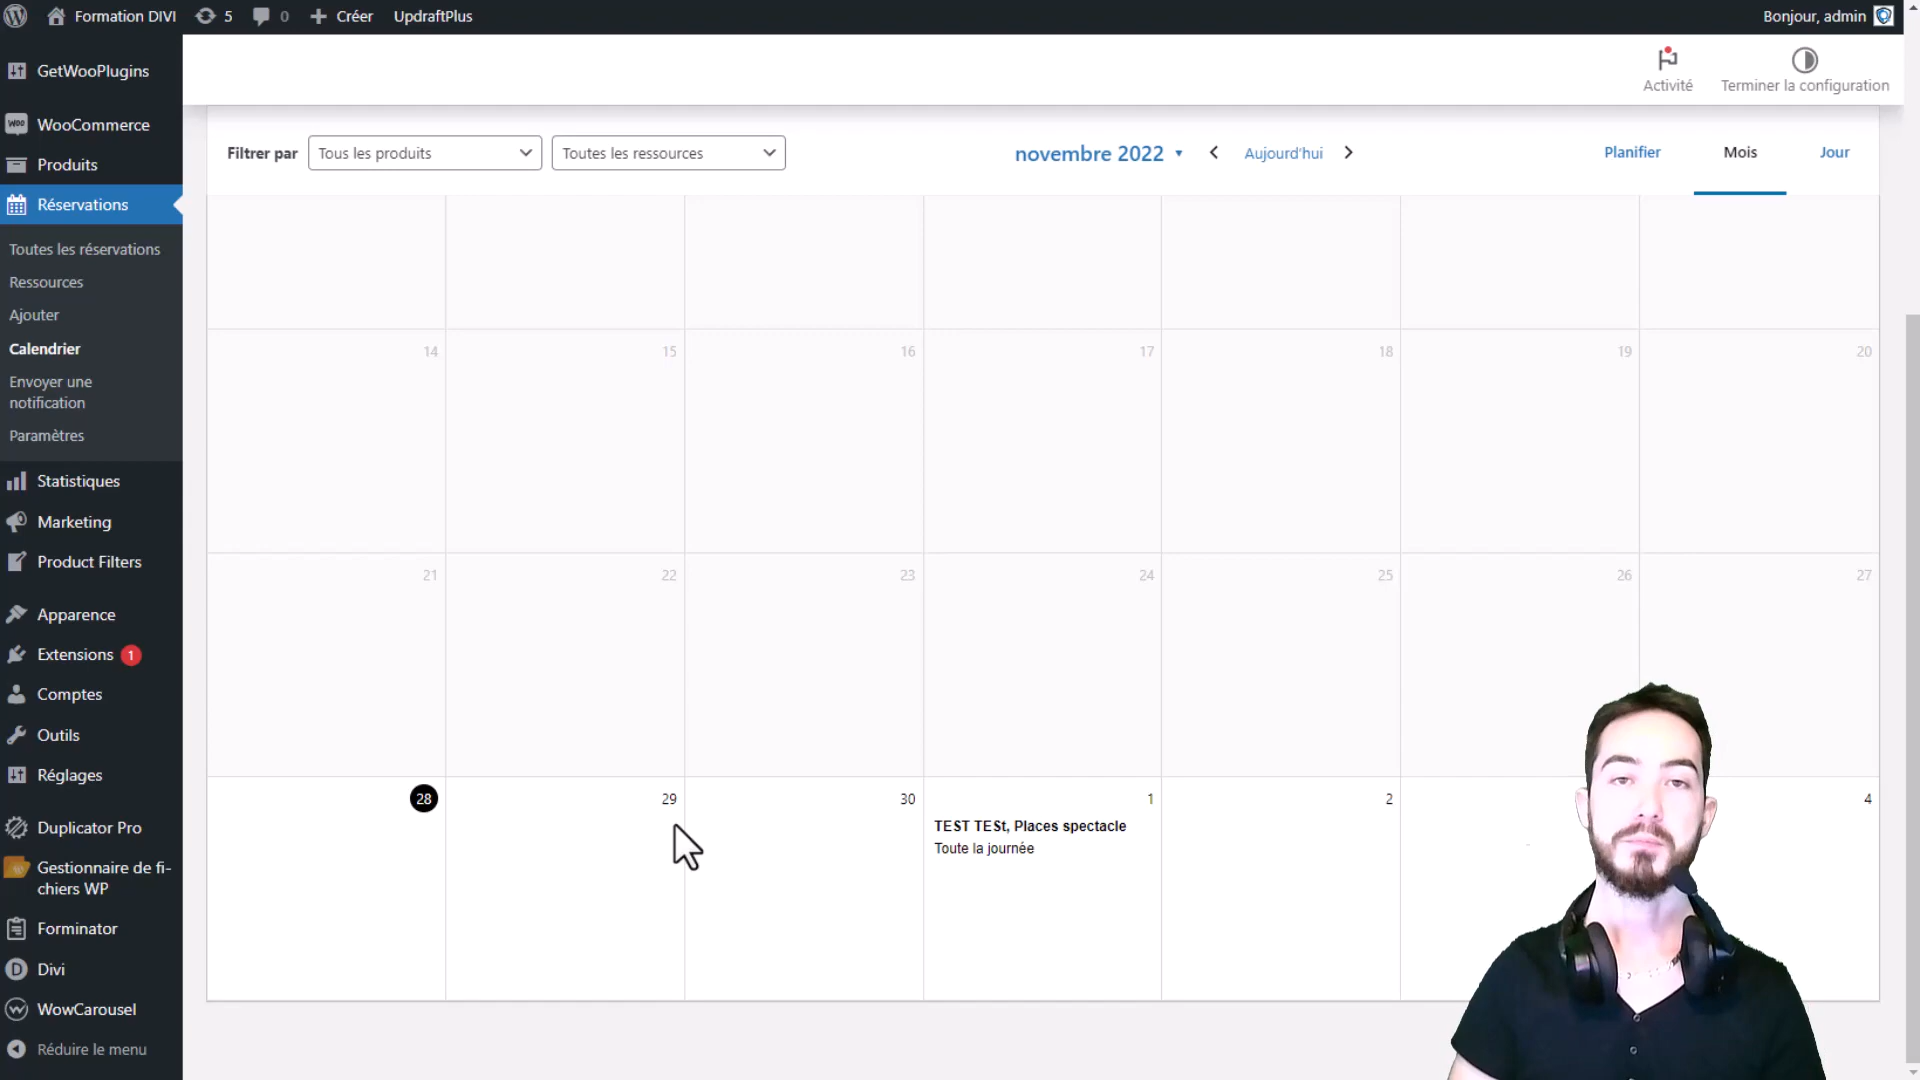 Formation DIVI
5
0
Créer
UpdraftPlus
Bonjour, admin
GetWooPlugins
WooCommerce
Produits
Réservations
Toutes les réservations
Ressources
Ajouter
Calendrier
Envoyer une
notification
Paramètres
Statistiques
Marketing
Product Filters
Apparence
Extensions 1
Comptes
Outils
Réglages
Duplicator Pro
Gestionnaire de fi-
chiers WP
Forminator
Divi
WowCarousel
Réduire le menu
Activité
Terminer la configuration
Filtrer par
Tous les produits
Toutes les ressources
novembre 2022
Aujourd'hui
Planifier
Mois
Jour
14 15 16 17 18 19 20
21 22 23 24 25 26 27
28 29 30 1 2 4
TEST TESt, Places spectacle
Toute la journée